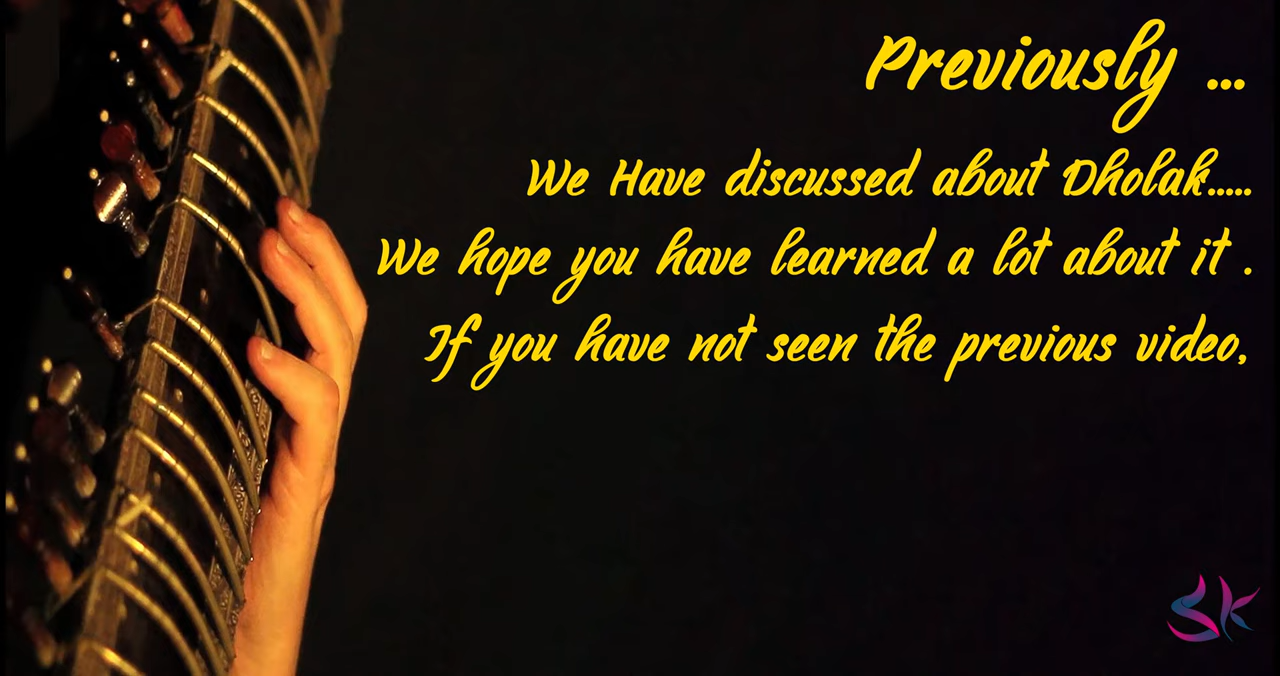 Previously ...
We Have discussed about Dholak.....
We hope you have learned a lot about it .
If you have not seen the previous video,
SK